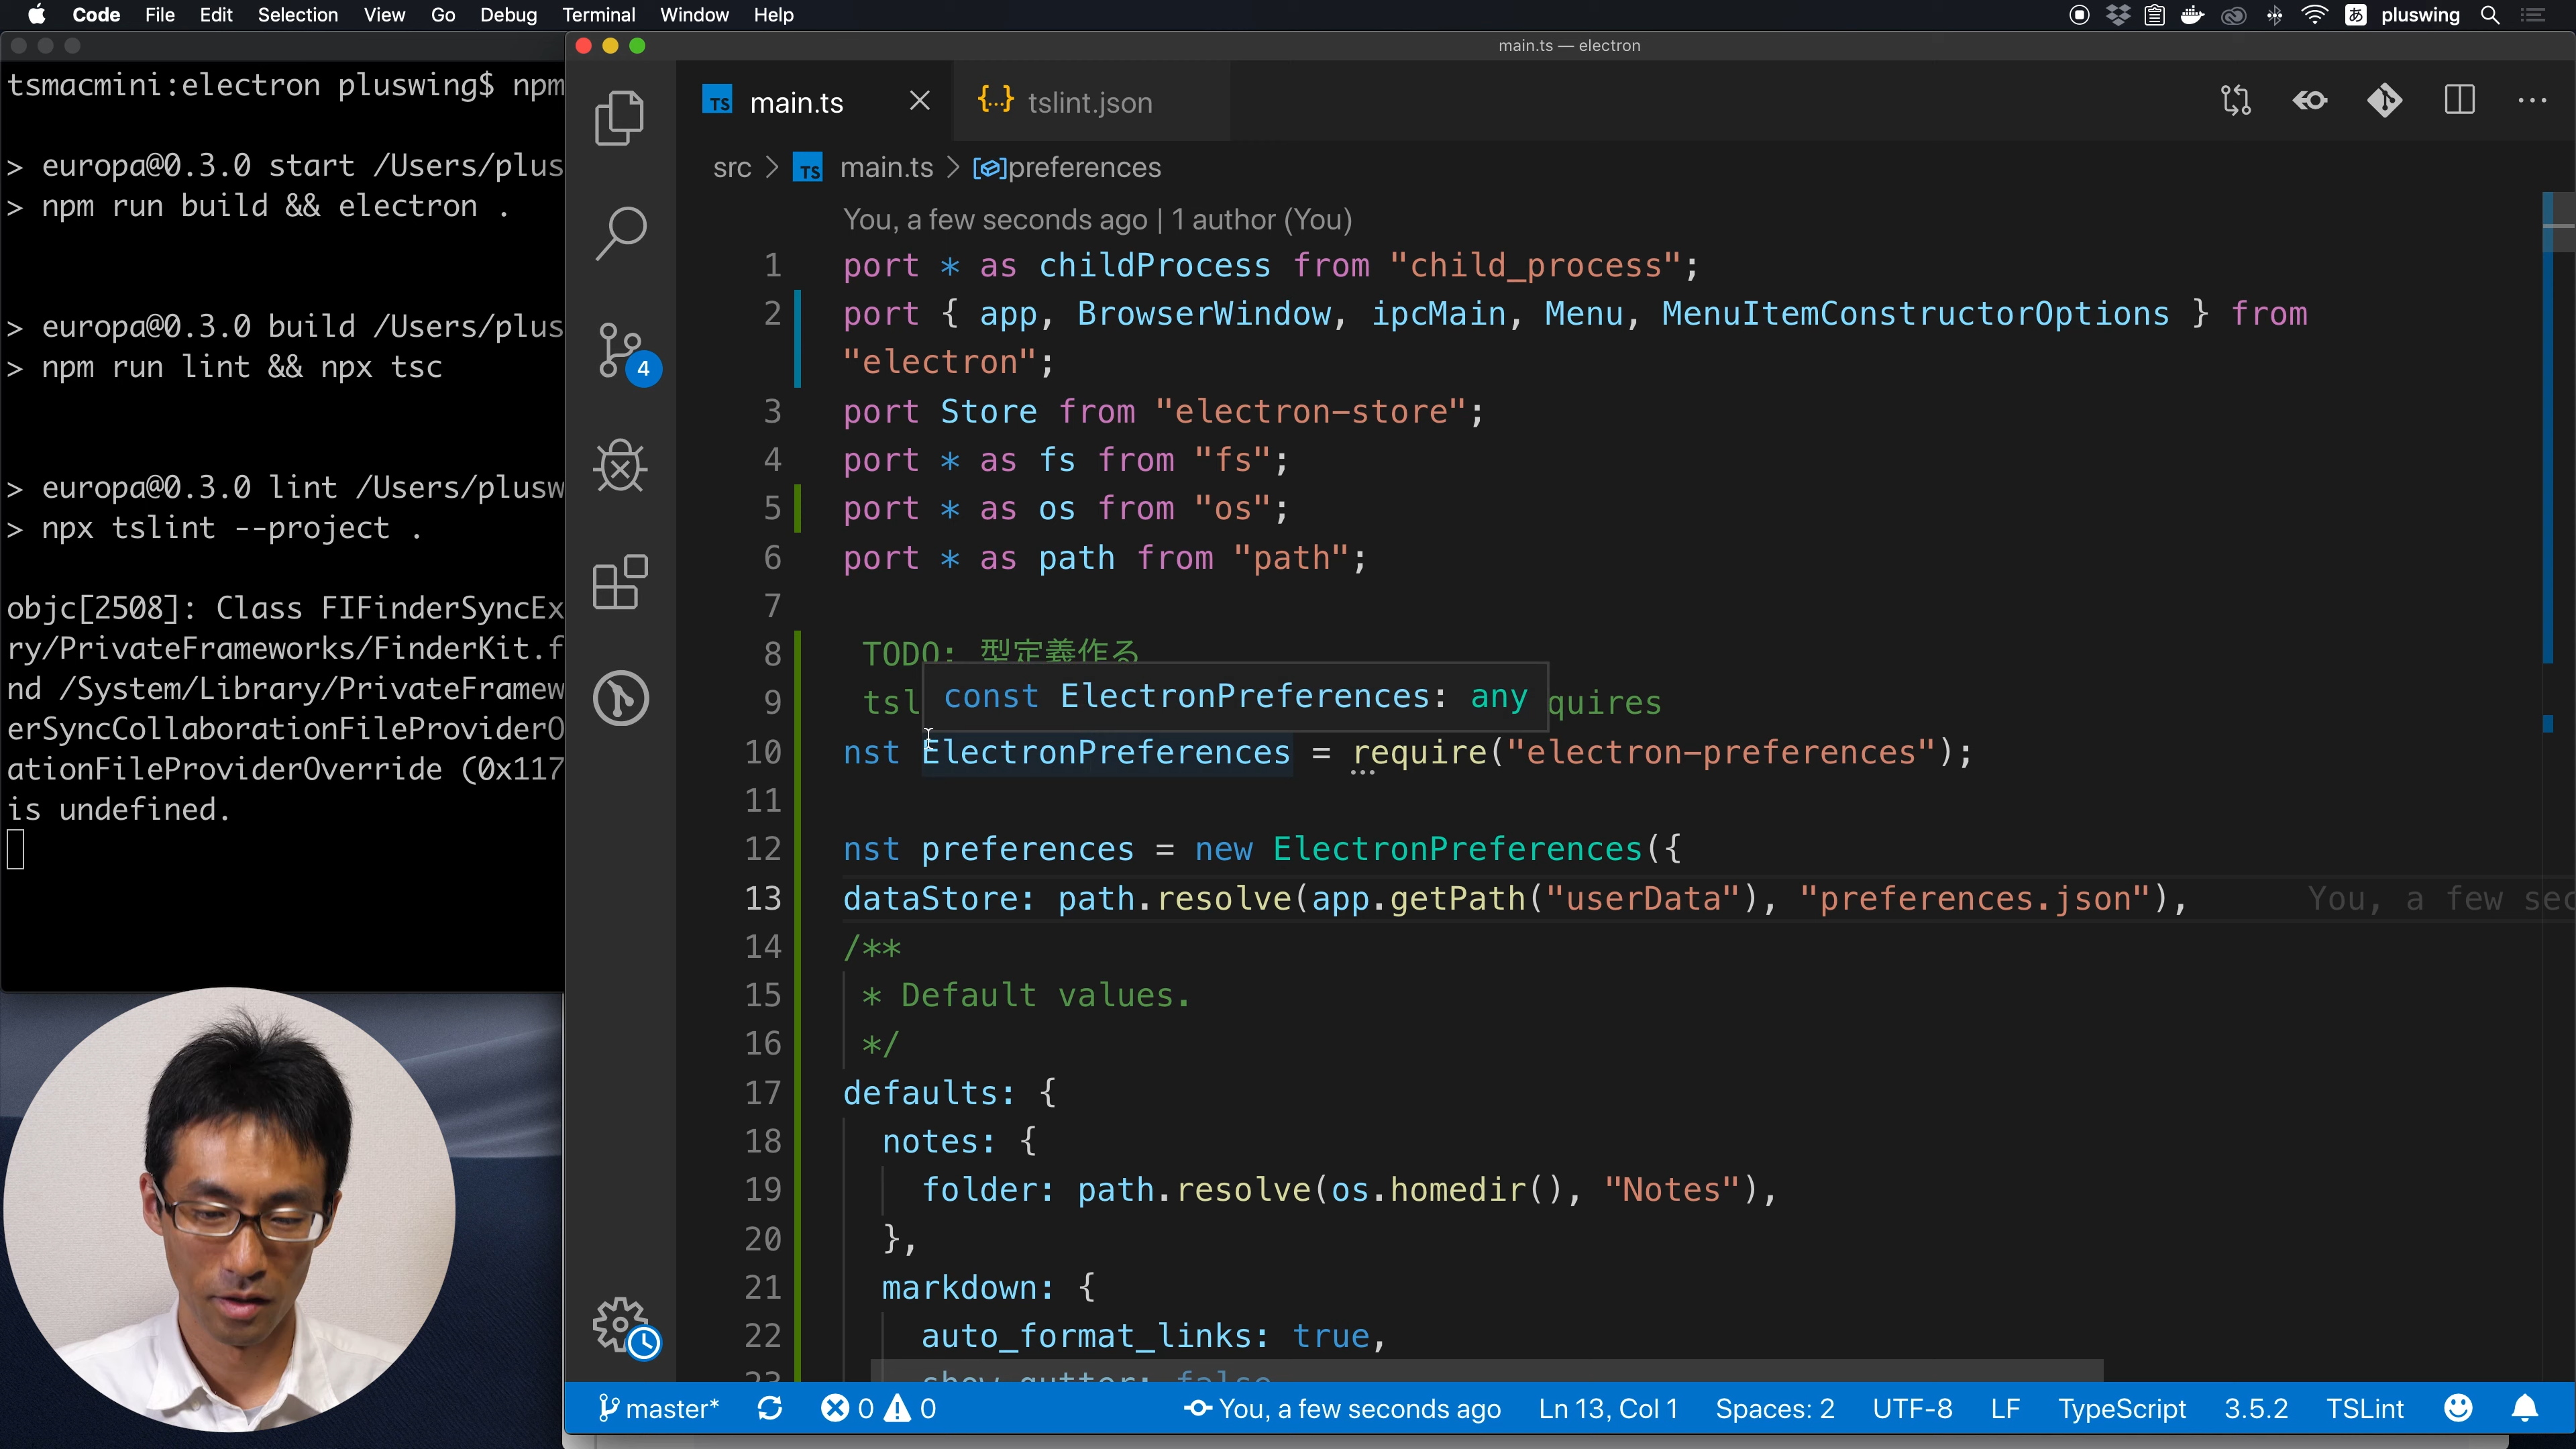 Code File Edit Selection View Go Debug Terminal Window Help
あ pluswing
main.ts — electron
tsmacmini:electron pluswing$ npm
> europa@0.3.0 start /Users/plus
> npm run build && electron .
> europa@0.3.0 build /Users/plus
> npm run lint && npx tsc
> europa@0.3.0 lint /Users/plusw
> npx tslint --project .
objc[2508]: Class FIFinderSyncEx
ry/PrivateFrameworks/FinderKit.f
nd /System/Library/PrivateFramew
erSyncCollaborationFileProviderO
ationFileProviderOverride (0x117
is undefined.
TS main.ts
{...} tslint.json
src > TS main.ts > preferences
You, a few seconds ago | 1 author (You)
1 port * as childProcess from "child_process";
2 port { app, BrowserWindow, ipcMain, Menu, MenuItemConstructorOptions } from
"electron";
3 port Store from "electron-store";
4 port * as fs from "fs";
5 port * as os from "os";
6 port * as path from "path";
7
8 TODO: 型定義作る
const ElectronPreferences: any
9 tsl quires
10 nst ElectronPreferences = require("electron-preferences");
11
12 nst preferences = new ElectronPreferences({
13 dataStore: path.resolve(app.getPath("userData"), "preferences.json"), You, a few sec
14 /**
15 * Default values.
16 */
17 defaults: {
18 notes: {
19 folder: path.resolve(os.homedir(), "Notes"),
20 },
21 markdown: {
22 auto_format_links: true,
23 show_gutter: false
4
master* 0 0 You, a few seconds ago Ln 13, Col 1 Spaces: 2 UTF-8 LF TypeScript 3.5.2 TSLint